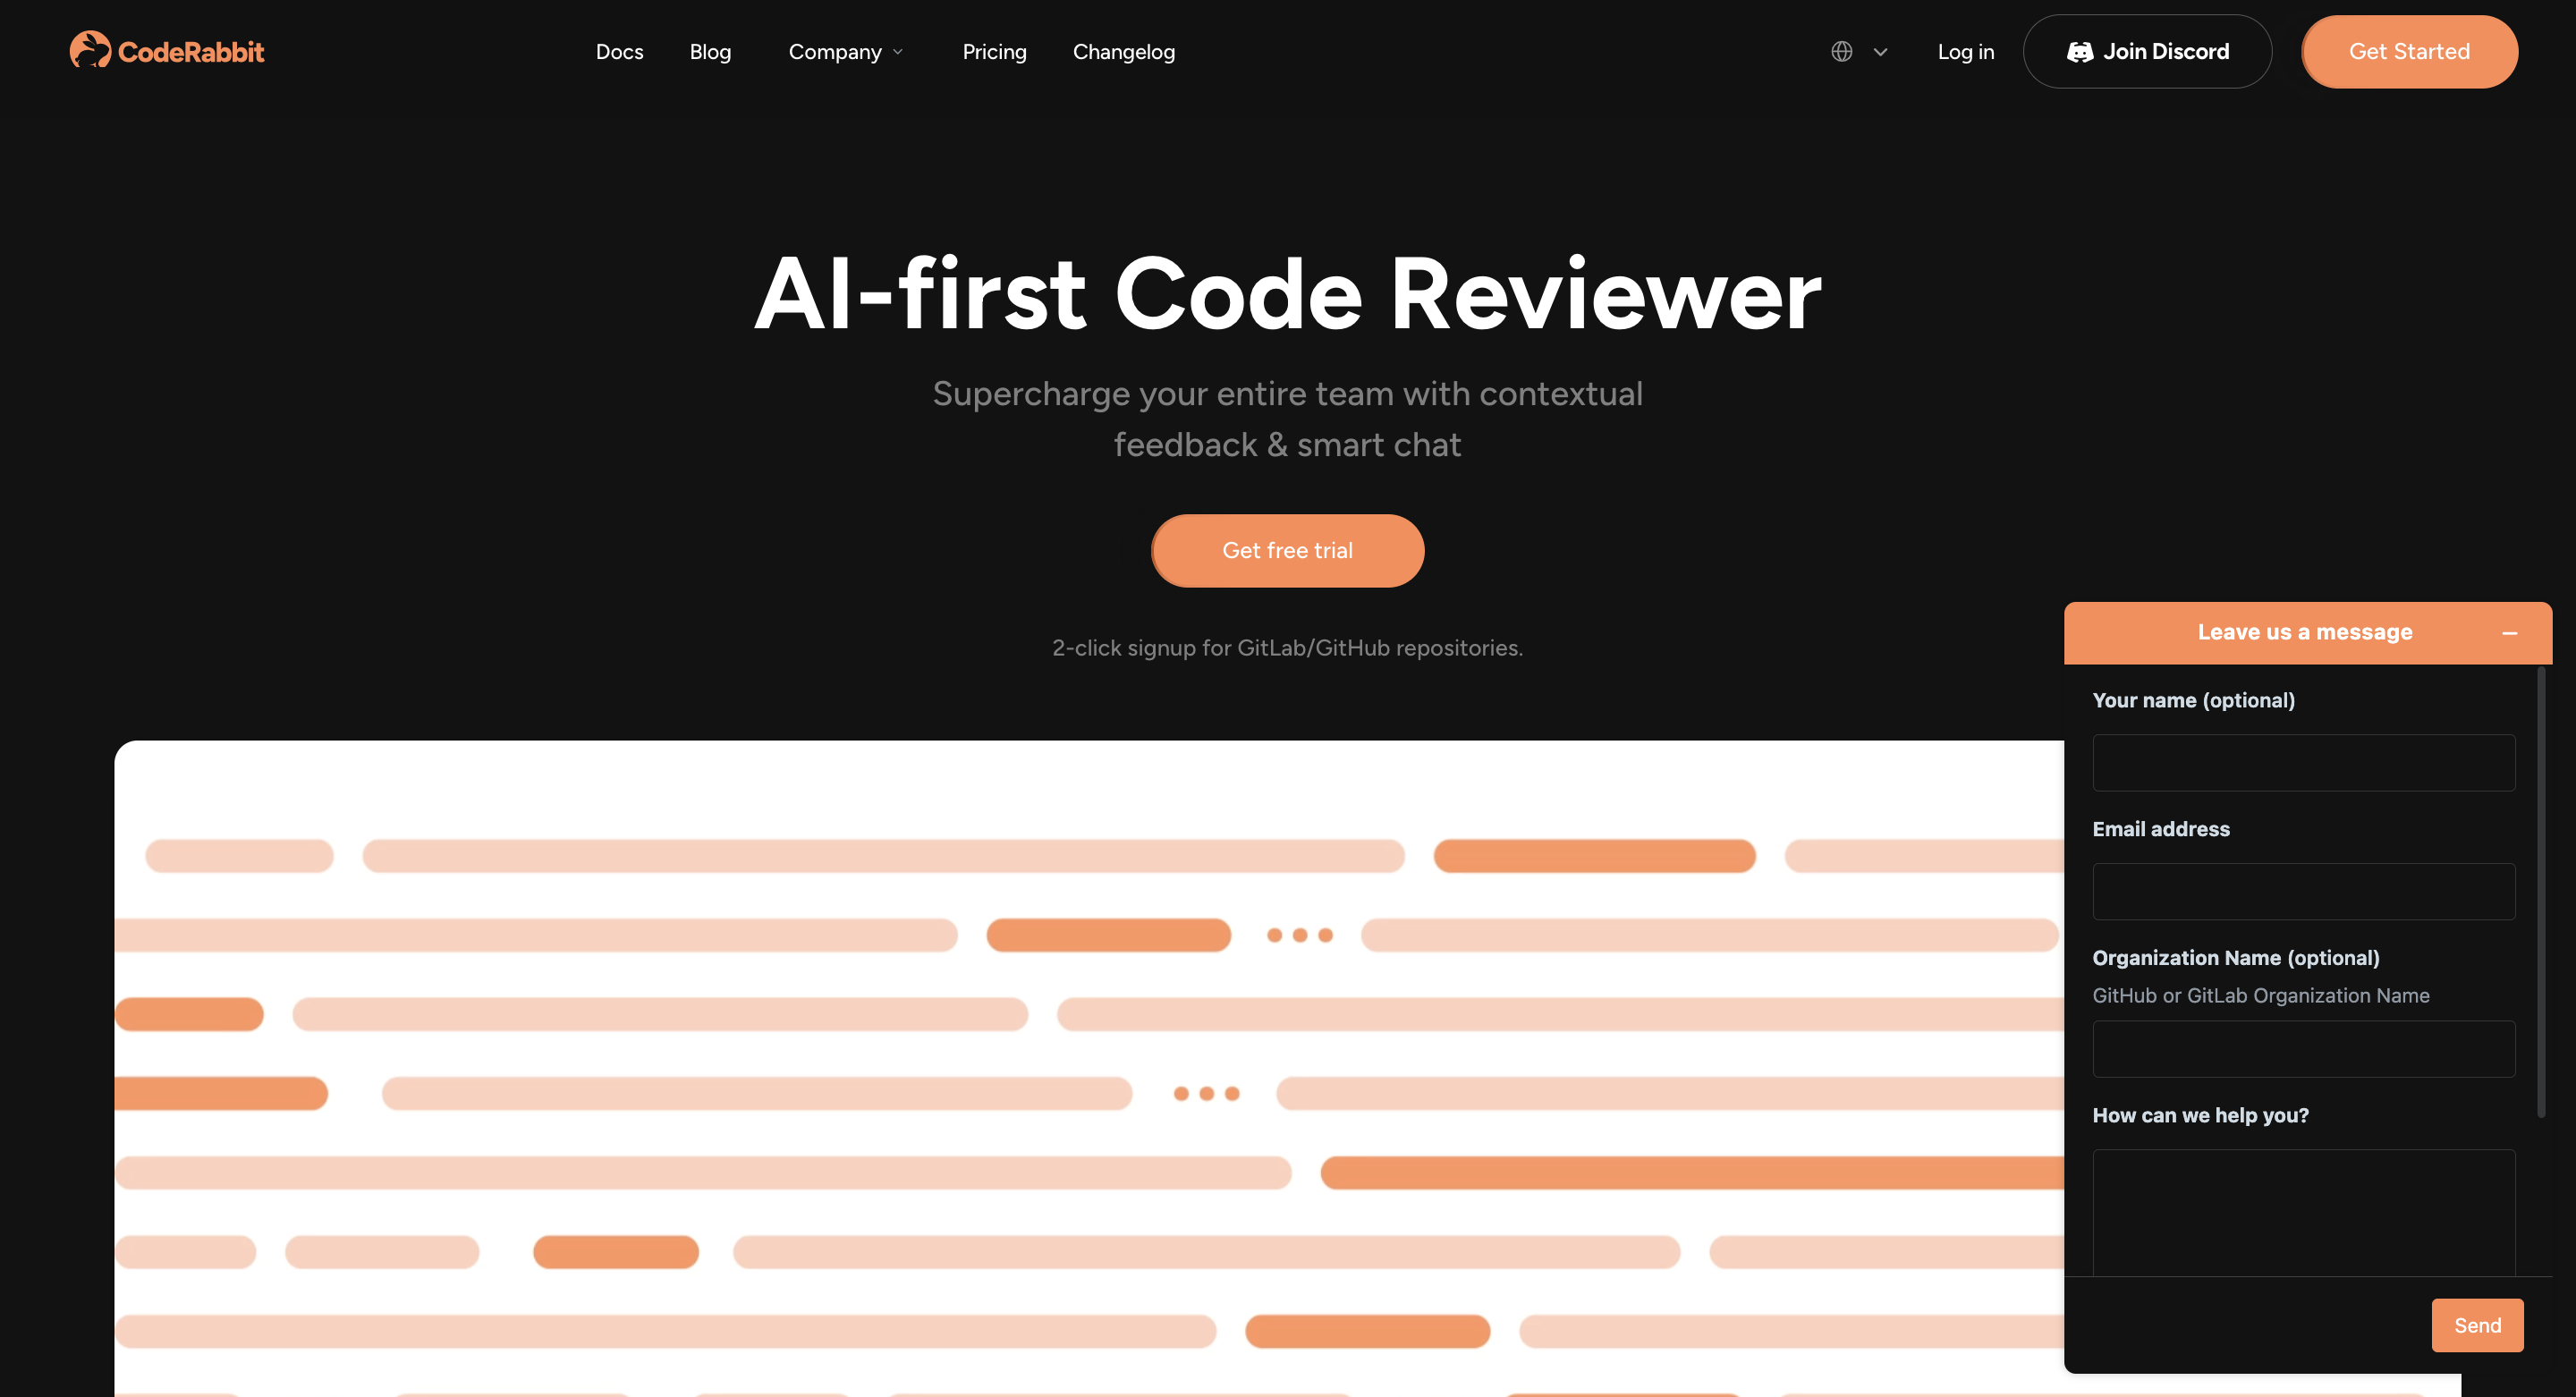 CodeRabbit
Docs
Blog
Company
Pricing
Changelog
Log in
Join Discord
Get Started
AI-first Code Reviewer
Supercharge your entire team with contextual
feedback & smart chat
Get free trial
2-click signup for GitLab/GitHub repositories.
Leave us a message
Your name (optional)
Email address
Organization Name (optional)
GitHub or GitLab Organization Name
How can we help you?
Send